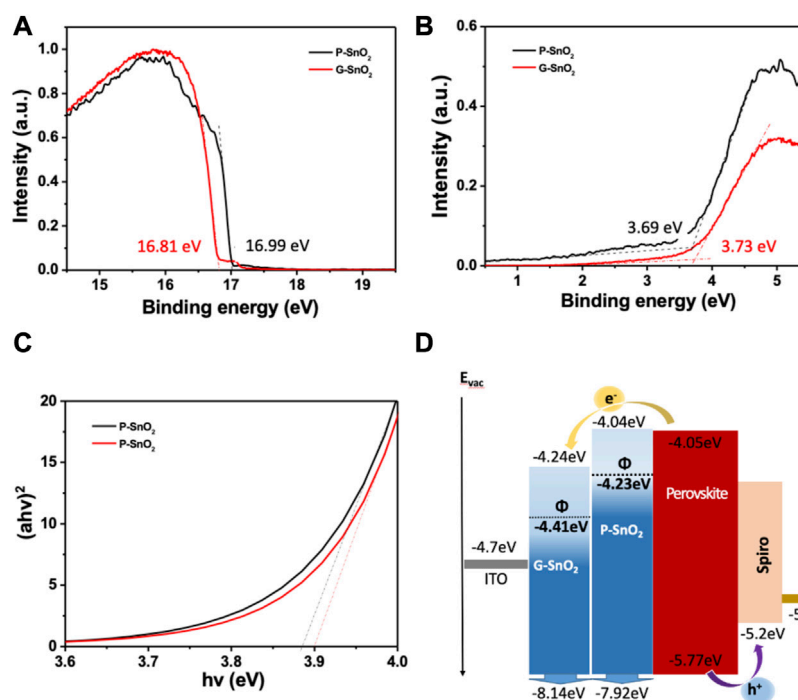 A
P-SnO₂
G-SnO₂
1.0
0.8
0.6
0.4
0.2
0.0
Intensity (a.u.)
16.81 eV
16.99 eV
15 16 17 18 19
Binding energy (eV)
B
P-SnO₂
G-SnO₂
0.6
0.4
0.2
0.0
Intensity (a.u.)
3.69 eV
3.73 eV
1 2 3 4 5
Binding energy (eV)
C
P-SnO₂
P-SnO₂
20
15
10
5
0
(ahv)²
3.6 3.7 3.8 3.9 4.0
hv (eV)
D
Evac
e⁻
-4.04eV
-4.24eV
-4.05eV
Φ
-4.23eV
Perovskite
Φ
-4.41eV
P-SnO₂
-4.7eV
ITO
G-SnO₂
Spiro
-5
-5.2eV
-5.77eV
h⁺
-8.14eV
-7.92eV